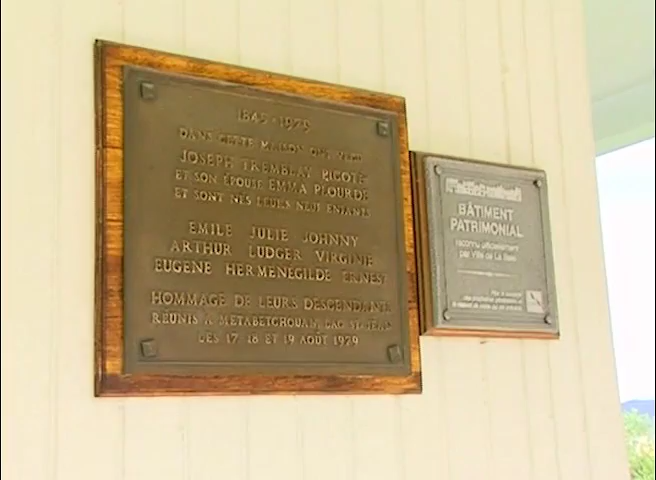 1845-1979
DANS CETTE MAISON ONT VECU
JOSEPH TREMBLAY PICOTÉ
ET SON ÉPOUSE EMMA PLOURDE
ET SONT NÉS LEURS NEUF ENFANTS
EMILE JULIE JOHNNY
ARTHUR LUDGER VIRGINIE
EUGENE HERMENÉGILDE ERNEST
HOMMAGE DE LEURS DESCENDANTS
RÉUNIS A METABETCHOUAN, LAC ST-JEAN
LES 17 18 ET 19 AOUT 1979
BÂTIMENT
PATRIMONIAL
reconnu officiellement
par Ville de La Baie